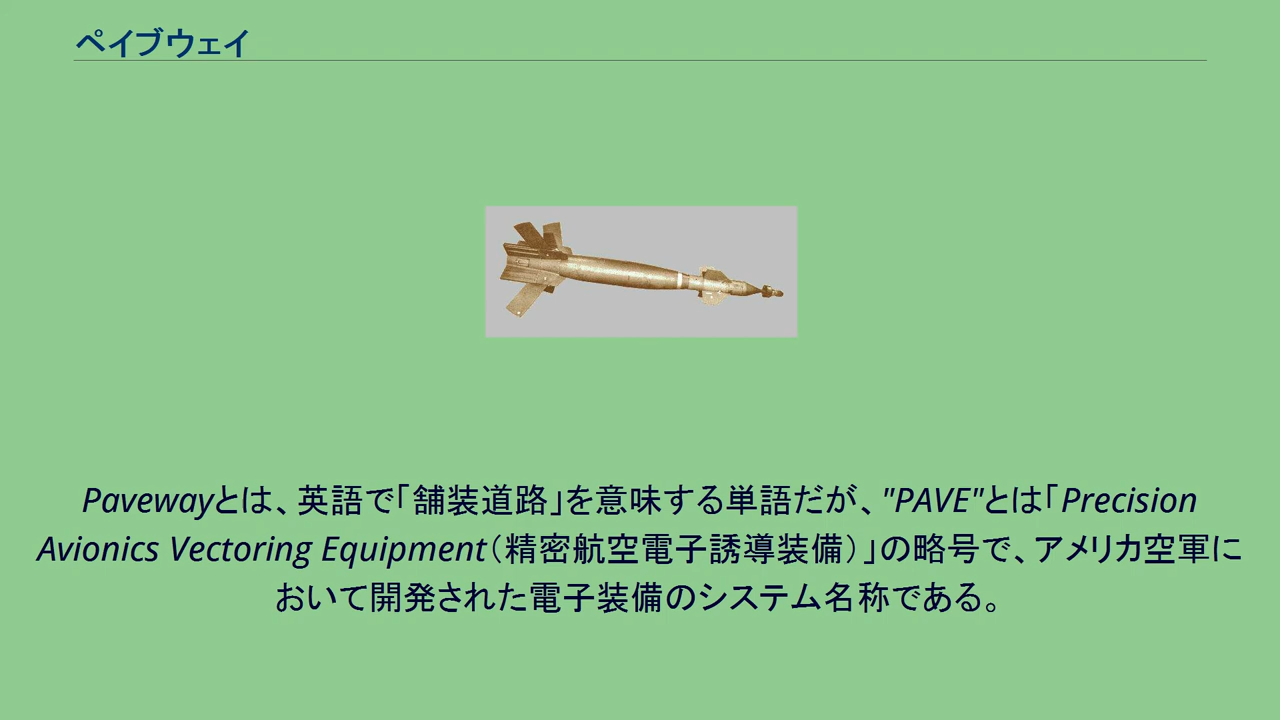 ペイブウェイ
Pavewayとは、英語で「舗装道路」を意味する単語だが、"PAVE"とは「Precision
Avionics Vectoring Equipment（精密航空電子誘導装備）」の略号で、アメリカ空軍に
おいて開発された電子装備のシステム名称である。